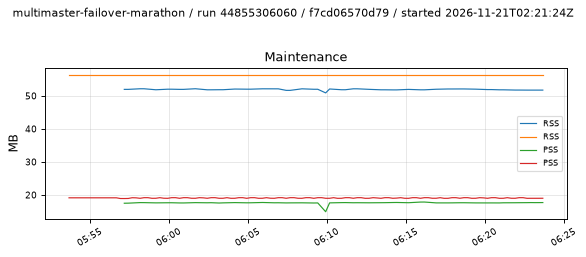 multimaster-failover-marathon / run 44855306060 / f7cd06570d79 / started 2026-11-21T02:21:24Z
Maintenance
MB
50
40
30
20
RSS
RSS
PSS
PSS
05:55
06:00
06:05
06:10
06:15
06:20
06:25